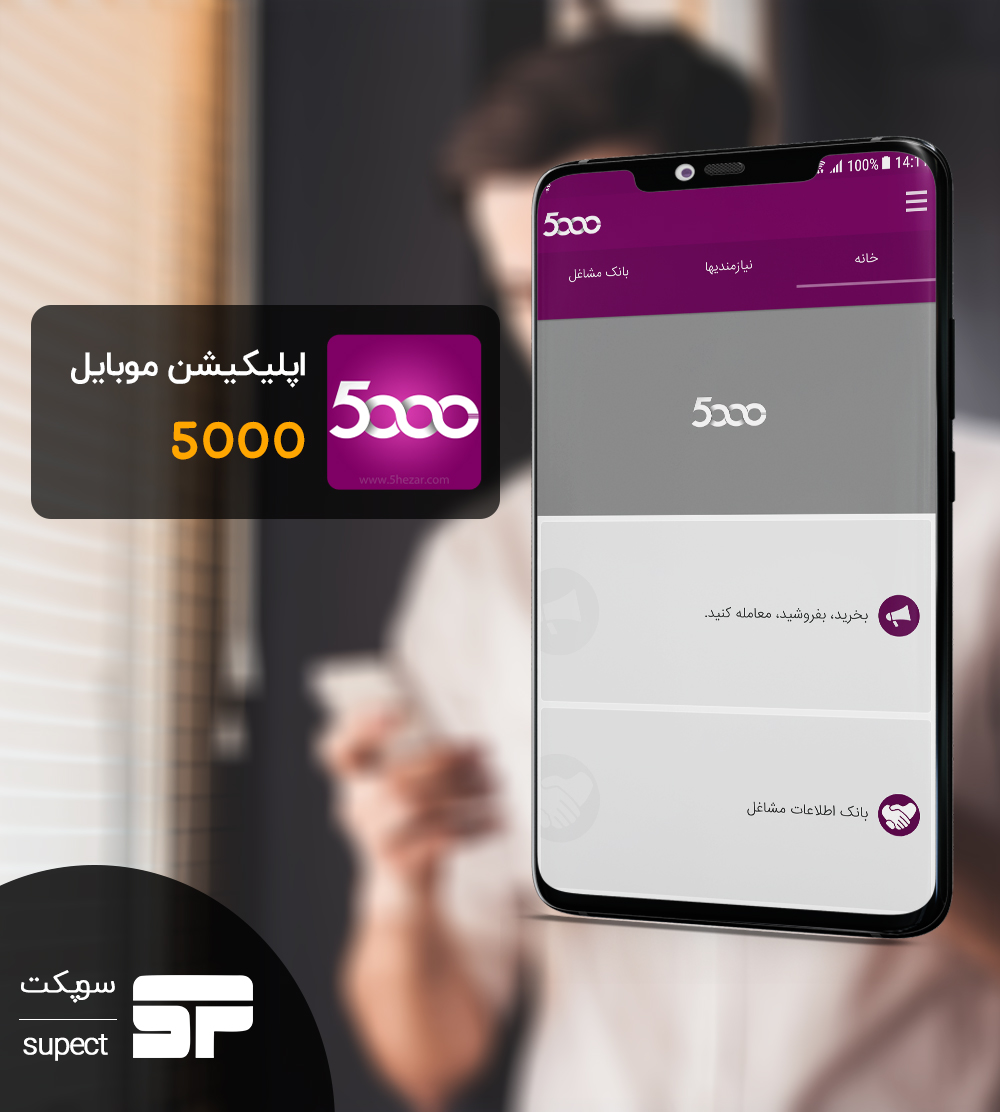 100% 14:11
5000
خانه
نیازمندیها
بانک مشاغل
5000
بخرید، بفروشید، معامله کنید.
بانک اطلاعات مشاغل
اپلیکیشن موبایل
5000
5000
www.5hezar.com
سوپکت
supect
SP